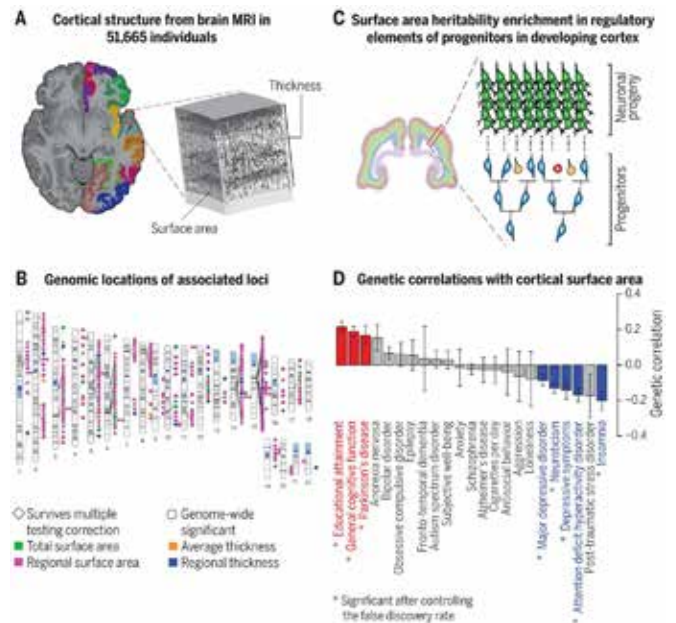 A
Cortical structure from brain MRI in
51,665 individuals
Thickness
Surface area
B
Genomic locations of associated loci
Survives multiple
testing correction
Genome-wide
significant
Total surface area
Average thickness
Regional surface area
Regional thickness
C
Surface area heritability enrichment in regulatory
elements of progenitors in developing cortex
Neuronal
progeny
Progenitors
D
Genetic correlations with cortical surface area
0.4
0.2
0.0
−0.2
−0.4
Genetic correlation
* Educational attainment
* General cognitive function
* Parkinson's disease
Anorexia nervosa
Bipolar disorder
Obsessive compulsive disorder
Epilepsy
Fronto-temporal dementia
Autism spectrum disorder
Subjective well-being
Anxiety
Schizophrenia
Alzheimer's disease
Cigarettes per day
Antisocial behaviour
Aggression
Loneliness
* Major depressive disorder
* Neuroticism
* Depressive symptoms
* Attention deficit hyperactivity disorder
Post-traumatic stress disorder
* Insomnia
* Significant after controlling
the false discovery rate